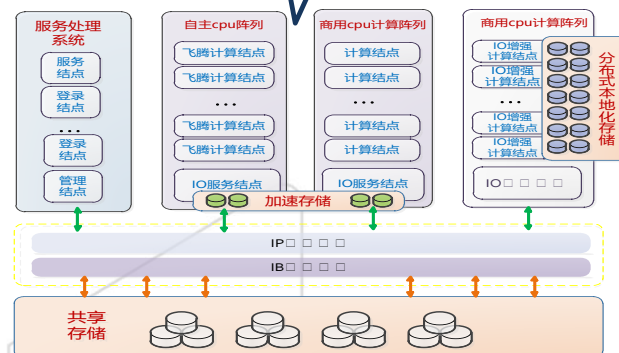 服务处理
系统
服务
结点
登录
结点
...
登录
结点
管理
结点
自主cpu阵列
飞腾计算结点
飞腾计算结点
...
飞腾计算结点
飞腾计算结点
IO服务结点
商用cpu计算阵列
计算结点
计算结点
...
计算结点
计算结点
IO服务结点
加速存储
商用cpu计算阵列
IO增强
计算结点
IO增强
计算结点
...
IO增强
计算结点
IO增强
计算结点
IO□ □ □ □
分布式本地化存储
IP□ □ □ □
IB□ □ □ □
共享
存储